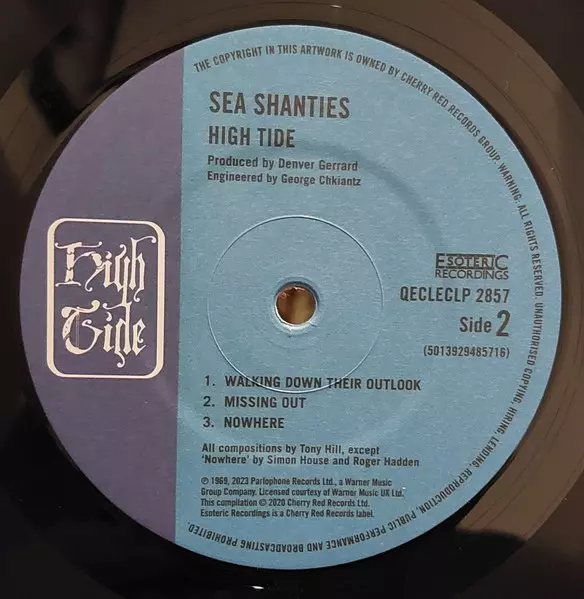 THE COPYRIGHT IN THIS ARTWORK IS OWNED BY CHERRY RED RECORDS GROUP. WARNING: ALL RIGHTS RESERVED. UNAUTHORISED COPYING, HIRING, LENDING, REPRODUCTION, PUBLIC PERFORMANCE AND BROADCASTING PROHIBITED.
SEA SHANTIES
HIGH TIDE
Produced by Denver Gerrard
Engineered by George Chkiantz
High
Tide
ESOTERIC
RECORDINGS
QECLECLP 2857
Side 2
(5013929485716)
1. WALKING DOWN THEIR OUTLOOK
2. MISSING OUT
3. NOWHERE
All compositions by Tony Hill, except
'Nowhere' by Simon House and Roger Hadden
℗ 1969, 2023 Parlophone Records Ltd., a Warner Music
Group Company. Licensed courtesy of Warner Music UK Ltd.
This compilation © 2020 Cherry Red Records Ltd.
Esoteric Recordings is a Cherry Red Records label.